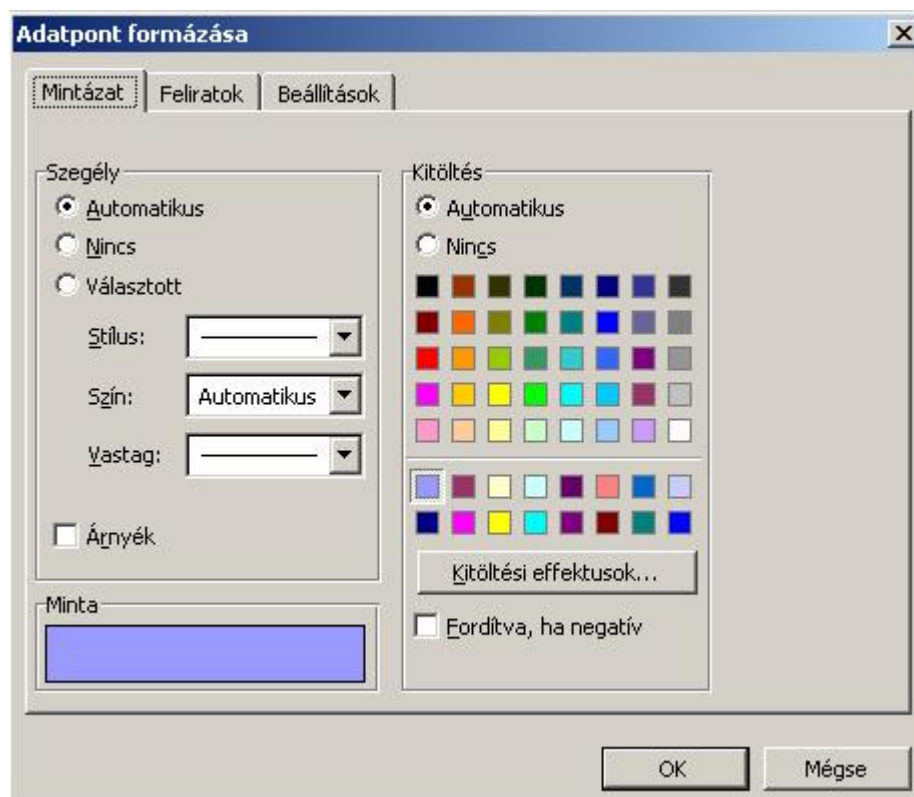 Adatpont formázása
Mintázat
Feliratok
Beállítások
Szegély
Automatikus
Nincs
Választott
Stílus:
Szín:
Automatikus
Vastag:
Árnyék
Minta
Kitöltés
Automatikus
Nincs
Kitöltési effektusok...
Fordítva, ha negatív
OK
Mégse